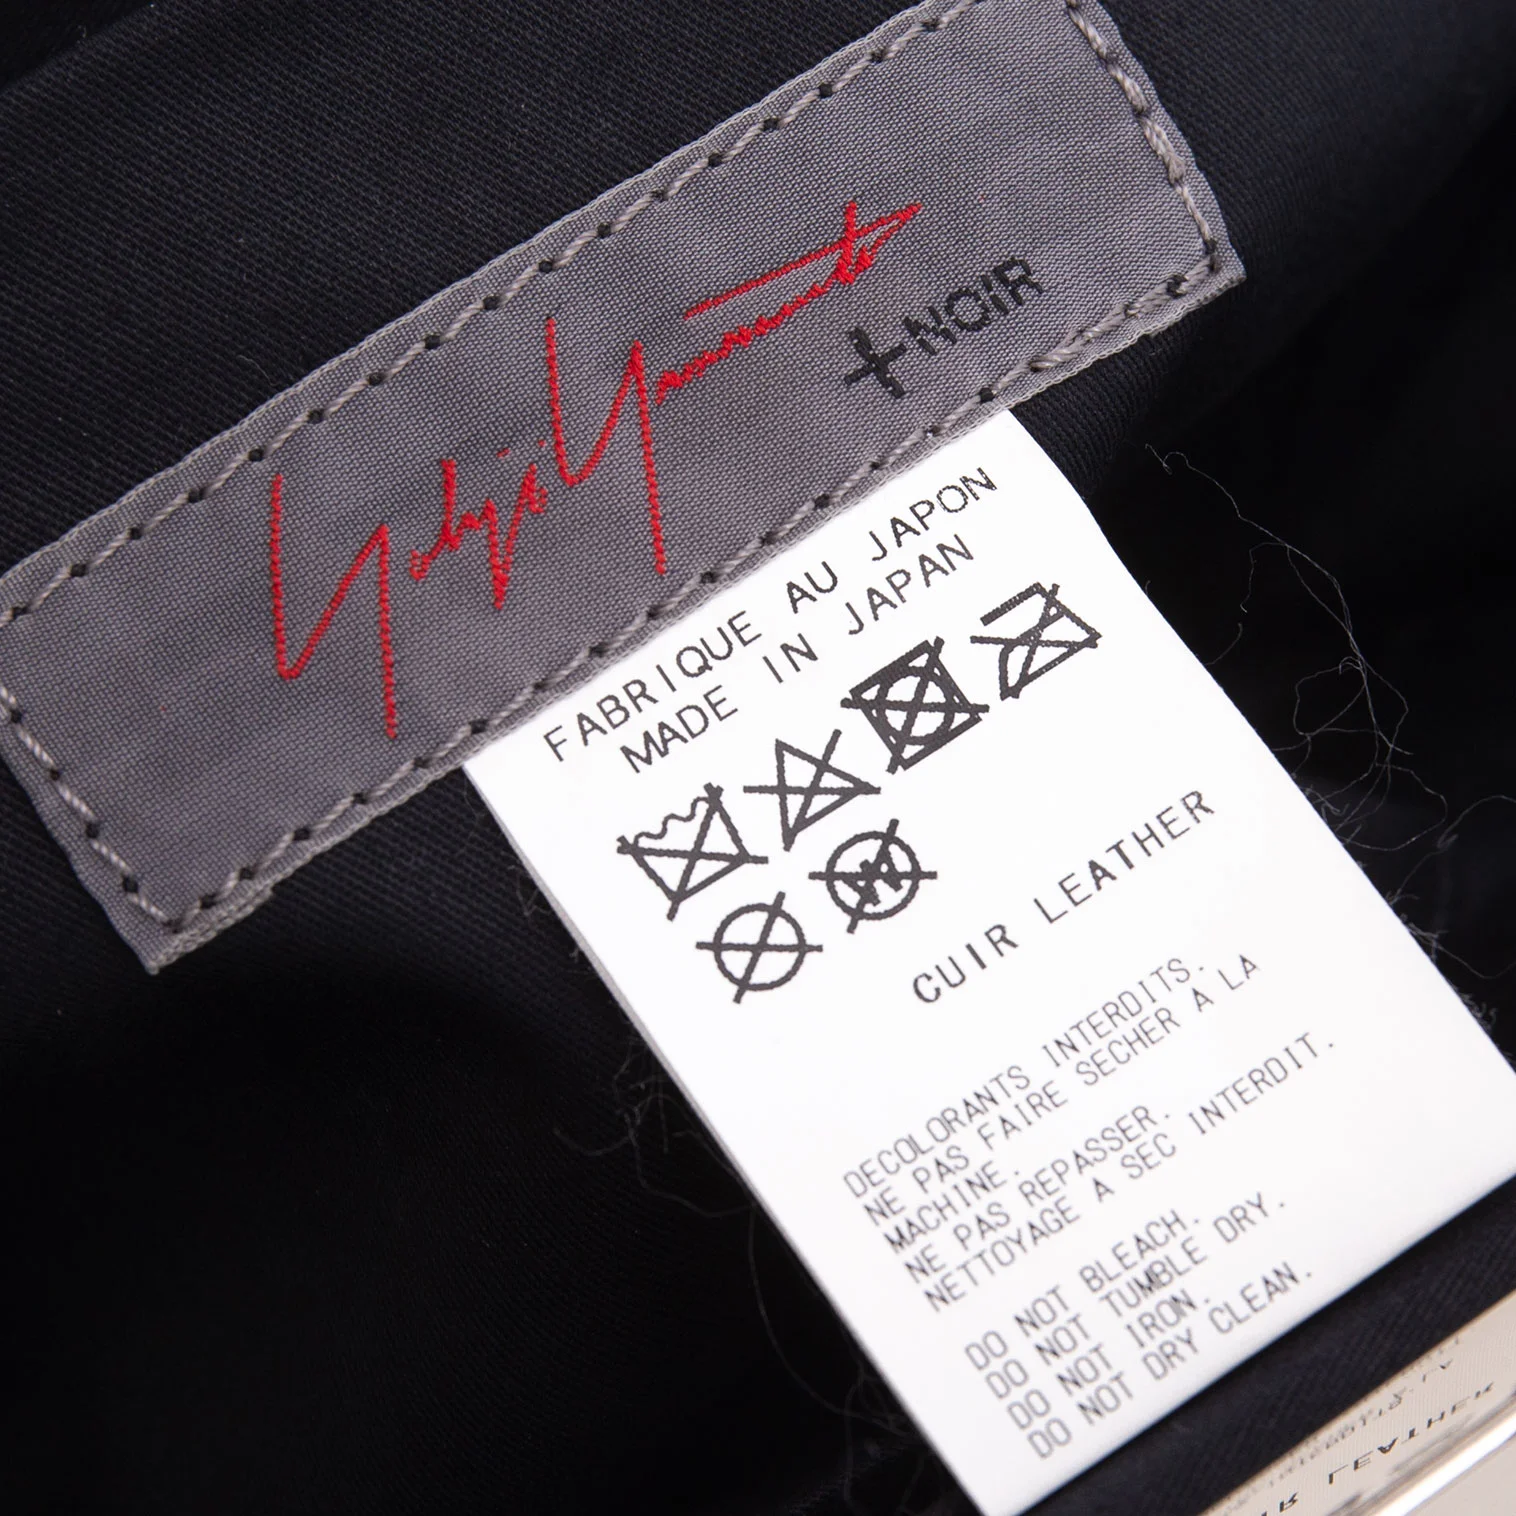 Yohji Yamamoto
+NOIR
FABRIQUE AU JAPON
MADE IN JAPAN
CUIR LEATHER
DECOLORANTS INTERDITS.
NE PAS FAIRE SECHER A LA
MACHINE.
NE PAS REPASSER.
NETTOYAGE A SEC INTERDIT.
DO NOT BLEACH.
DO NOT TUMBLE DRY.
DO NOT IRON.
DO NOT DRY CLEAN.
LEATHER